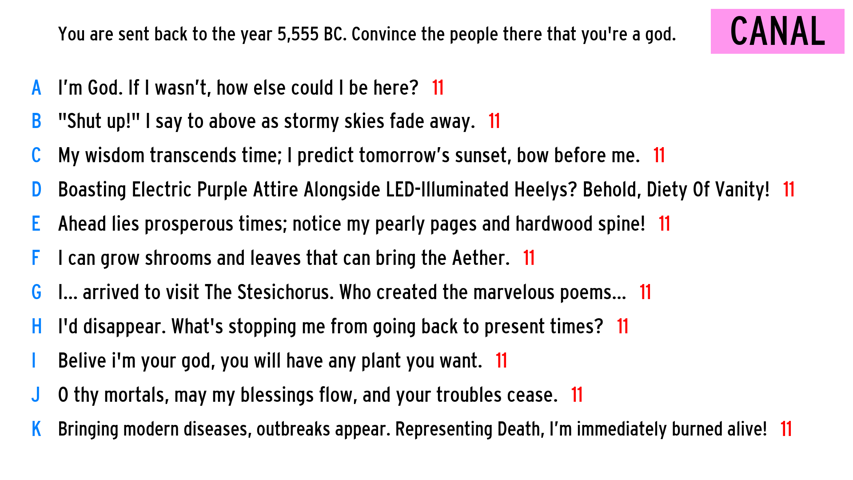 You are sent back to the year 5,555 BC. Convince the people there that you're a god.
CANAL
A I'm God. If I wasn't, how else could I be here? 11
B "Shut up!" I say to above as stormy skies fade away. 11
C My wisdom transcends time; I predict tomorrow's sunset, bow before me. 11
D Boasting Electric Purple Attire Alongside LED-Illuminated Heelys? Behold, Diety Of Vanity! 11
E Ahead lies prosperous times; notice my pearly pages and hardwood spine! 11
F I can grow shrooms and leaves that can bring the Aether. 11
G I... arrived to visit The Stesichorus. Who created the marvelous poems... 11
H I'd disappear. What's stopping me from going back to present times? 11
I Belive i'm your god, you will have any plant you want. 11
J O thy mortals, may my blessings flow, and your troubles cease. 11
K Bringing modern diseases, outbreaks appear. Representing Death, I'm immediately burned alive! 11